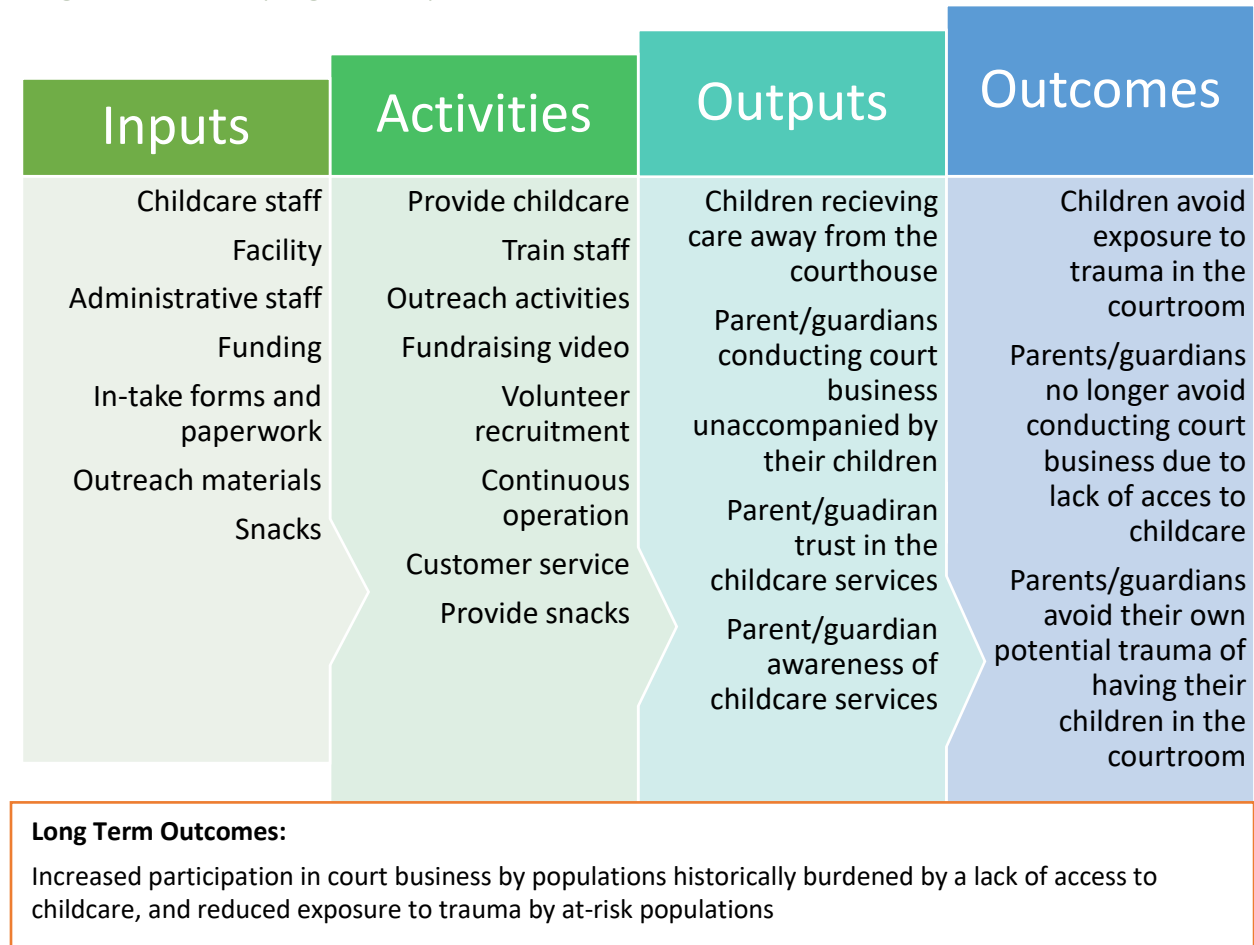 Inputs
Childcare staff
Facility
Administrative staff
Funding
In-take forms and
paperwork
Outreach materials
Snacks
Activities
Provide childcare
Train staff
Outreach activities
Fundraising video
Volunteer
recruitment
Continuous
operation
Customer service
Provide snacks
Outputs
Children recieving
care away from the
courthouse
Parent/guardians
conducting court
business
unaccompanied by
their children
Parent/guadiran
trust in the
childcare services
Parent/guardian
awareness of
childcare services
Outcomes
Children avoid
exposure to
trauma in the
courtroom
Parents/guardians
no longer avoid
conducting court
business due to
lack of acces to
childcare
Parents/guardians
avoid their own
potential trauma of
having their
children in the
courtroom
Long Term Outcomes:
Increased participation in court business by populations historically burdened by a lack of access to
childcare, and reduced exposure to trauma by at-risk populations